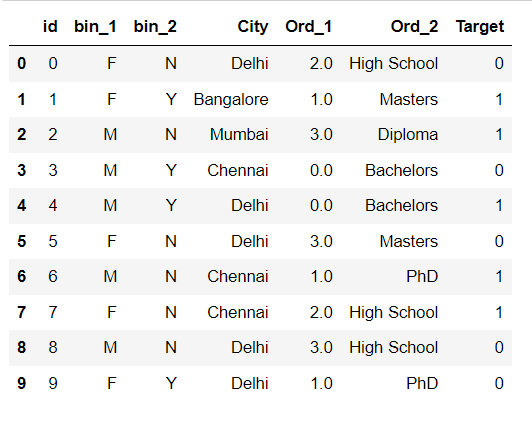 id bin_1 bin_2 City Ord_1 Ord_2 Target
0 0 F N Delhi 2.0 High School 0
1 1 F Y Bangalore 1.0 Masters 1
2 2 M N Mumbai 3.0 Diploma 1
3 3 M Y Chennai 0.0 Bachelors 0
4 4 M Y Delhi 0.0 Bachelors 1
5 5 F N Delhi 3.0 Masters 0
6 6 M N Chennai 1.0 PhD 1
7 7 F N Chennai 2.0 High School 1
8 8 M N Delhi 3.0 High School 0
9 9 F Y Delhi 1.0 PhD 0